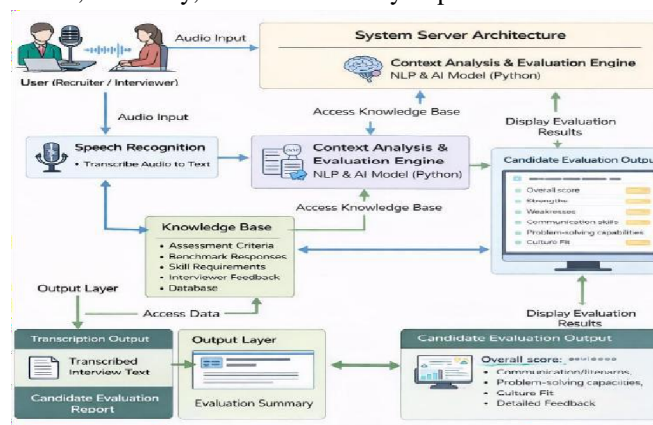 Audio Input
User (Recruiter / Interviewer)
System Server Architecture
Context Analysis & Evaluation Engine
NLP & AI Model (Python)
Audio Input
Access Knowledge Base
Display Evaluation
Results
Speech Recognition
• Transcribe Audio to Text
Context Analysis &
Evaluation Engine
NLP & AI Model (Python)
Candidate Evaluation Outp
Overall score
Strengths
Weaknesses
Communication skills
Problem-solving capabilities
Culture Fit
Access Knowledge Base
Knowledge Base
• Assessment Criteria
• Benchmark Responses
• Skill Requirements
• Interviewer Feedback
• Database
Output Layer
Access Data
Display Evaluation
Results
Transcription Output
Transcribed
Interview Text
Candidate Evaluation
Report
Output Layer
Evaluation Summary
Candidate Evaluation Output
Overall score:
• Problem-solving capacities,
• Culture Fit
• Detailed Feedback